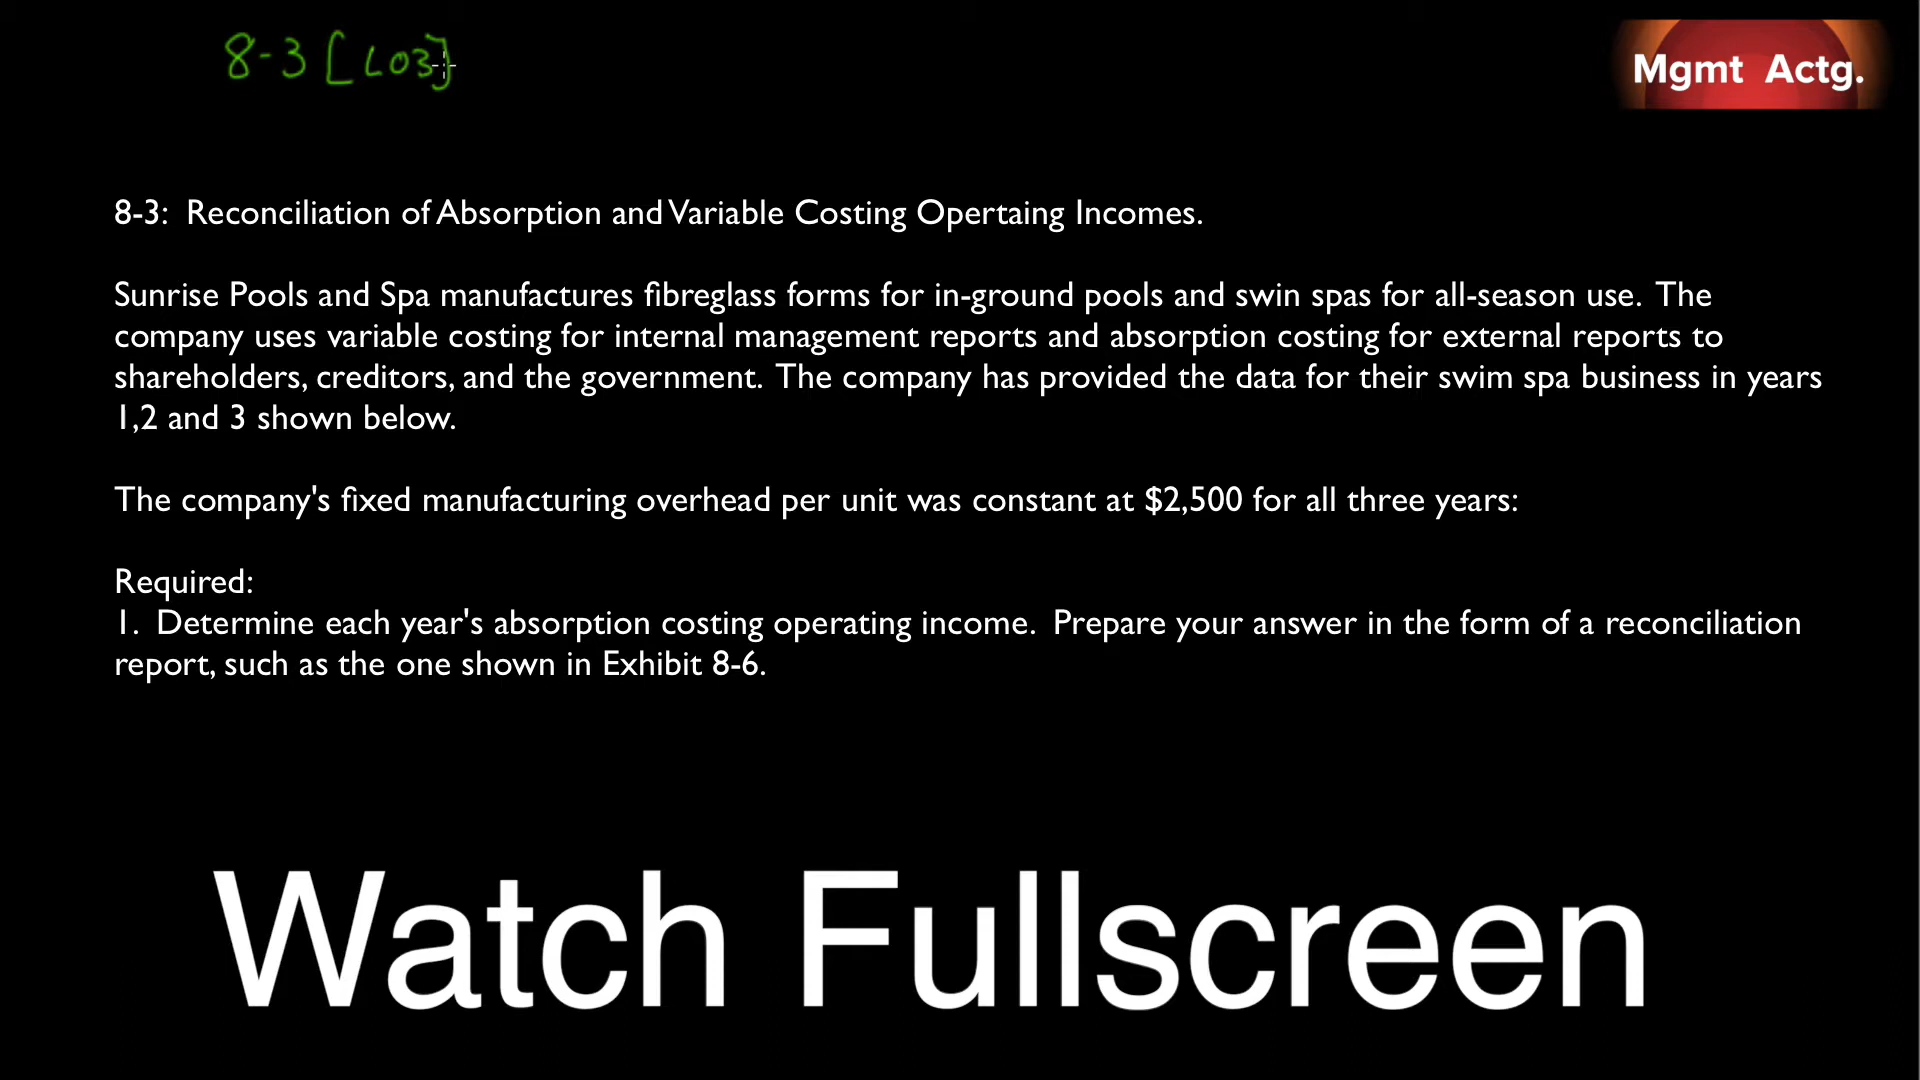 8-3 [LO3]
Mgmt Actg.
8-3: Reconciliation of Absorption and Variable Costing Opertaing Incomes.
Sunrise Pools and Spa manufactures fibreglass forms for in-ground pools and swin spas for all-season use. The
company uses variable costing for internal management reports and absorption costing for external reports to
shareholders, creditors, and the government. The company has provided the data for their swim spa business in years
1,2 and 3 shown below.
The company's fixed manufacturing overhead per unit was constant at $2,500 for all three years:
Required:
1. Determine each year's absorption costing operating income. Prepare your answer in the form of a reconciliation
report, such as the one shown in Exhibit 8-6.
Watch Fullscreen